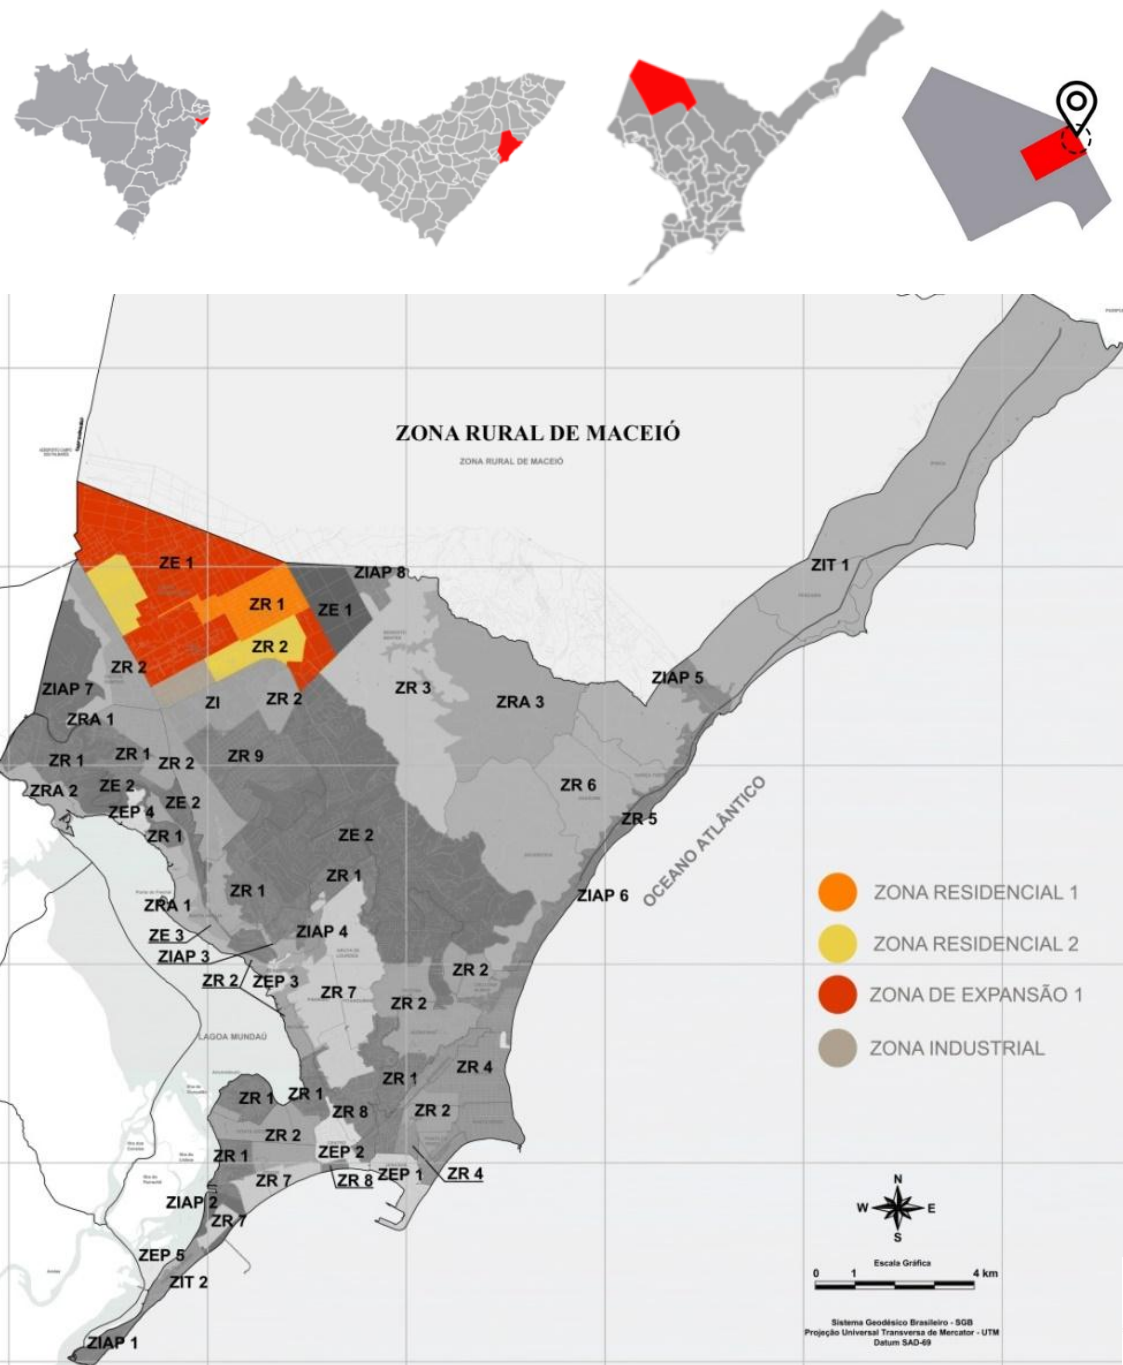 ZONA RURAL DE MACEIÓ
ZONA RURAL DE MACEIÓ
ZE 1
ZIAP 8
ZIT 1
ZR 1
ZE 1
ZR 2
ZR 2
ZIAP 5
ZIAP 7
ZI
ZR 2
ZR 3
ZRA 3
ZRA 1
ZR 1
ZR 1
ZR 2
ZR 9
ZRA 2
ZE 2
ZE 2
ZR 6
ZEP 4
ZR 1
ZE 2
ZR 5
OCEANO ATLÂNTICO
ZR 1
ZR 1
ZIAP 6
ZONA RESIDENCIAL 1
ZRA 1
ZE 3
ZIAP 4
ZIAP 3
ZONA RESIDENCIAL 2
ZR 2
ZEP 3
ZR 7
ZR 2
ZR 2
ZONA DE EXPANSÃO 1
LAGOA MUNDAÚ
ZONA INDUSTRIAL
ZR 4
ZR 1
ZR 1
ZR 1
ZR 8
ZR 2
ZR 2
ZR 1
ZEP 2
ZR 7
ZR 8
ZEP 1
ZR 4
ZIAP 2
ZR 7
ZEP 5
ZIT 2
ZIAP 1
N
W E
S
Escala Gráfica
0 1 4 km
Sistema Geodésico Brasileiro - SGB
Projeção Universal Transversa de Mercator - UTM
Datum SAD-69